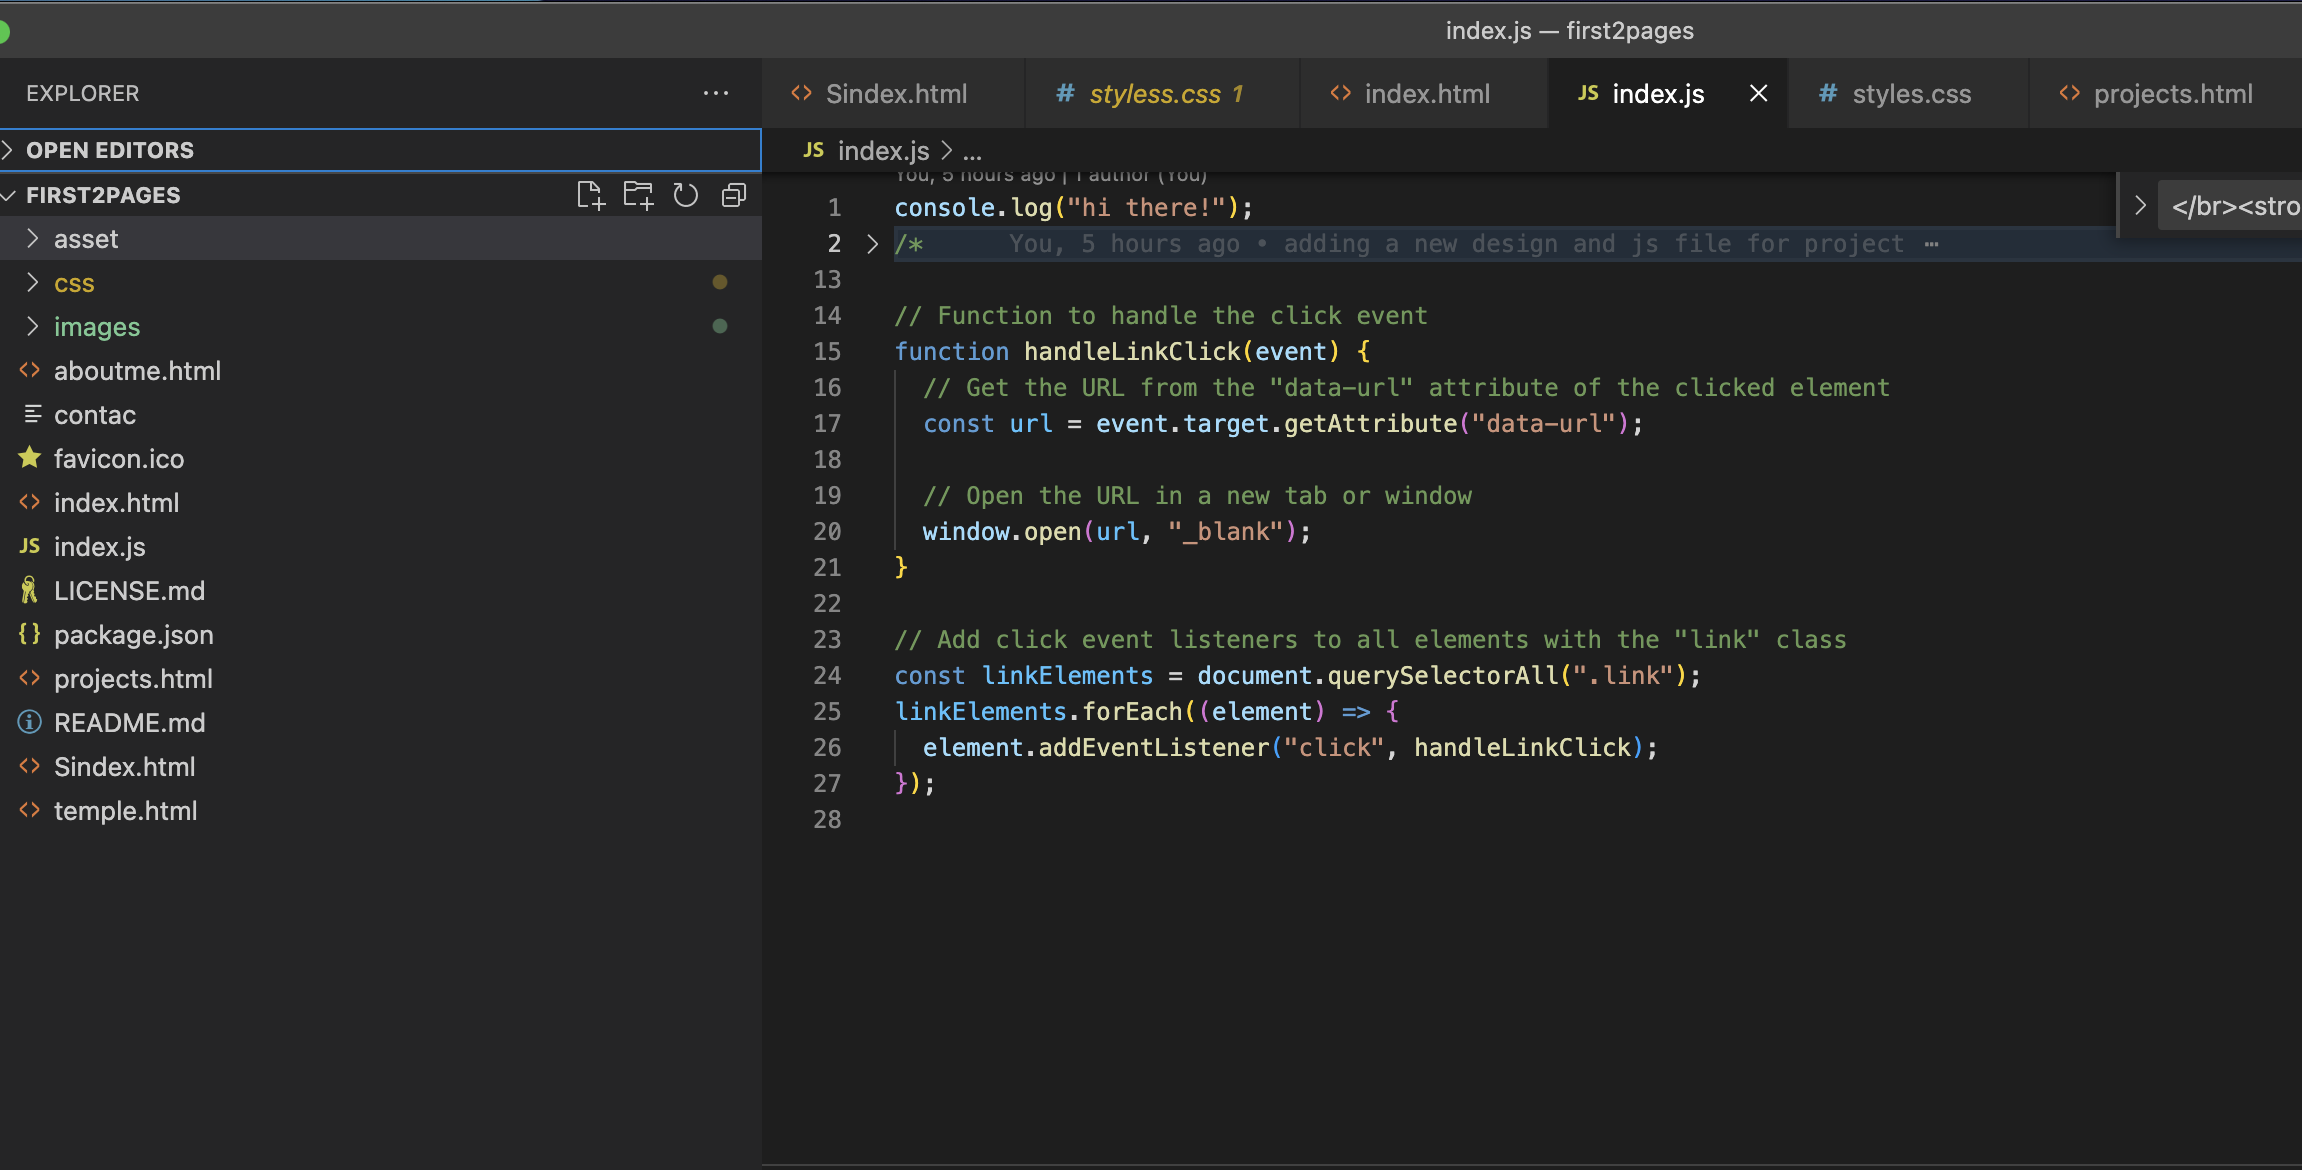 index.js — first2pages
EXPLORER
OPEN EDITORS
FIRST2PAGES
asset
css
images
aboutme.html
contac
favicon.ico
index.html
JS index.js
LICENSE.md
{} package.json
projects.html
README.md
Sindex.html
temple.html
<> Sindex.html
# styless.css 1
<> index.html
JS index.js
# styles.css
<> projects.html
JS index.js > ...
You, 5 hours ago | 1 author (You)
1 console.log("hi there!");
2 /* You, 5 hours ago • adding a new design and js file for project ···
13
14 // Function to handle the click event
15 function handleLinkClick(event) {
16 // Get the URL from the "data-url" attribute of the clicked element
17 const url = event.target.getAttribute("data-url");
18
19 // Open the URL in a new tab or window
20 window.open(url, "_blank");
21 }
22
23 // Add click event listeners to all elements with the "link" class
24 const linkElements = document.querySelectorAll(".link");
25 linkElements.forEach((element) => {
26 element.addEventListener("click", handleLinkClick);
27 });
28
</br><stro